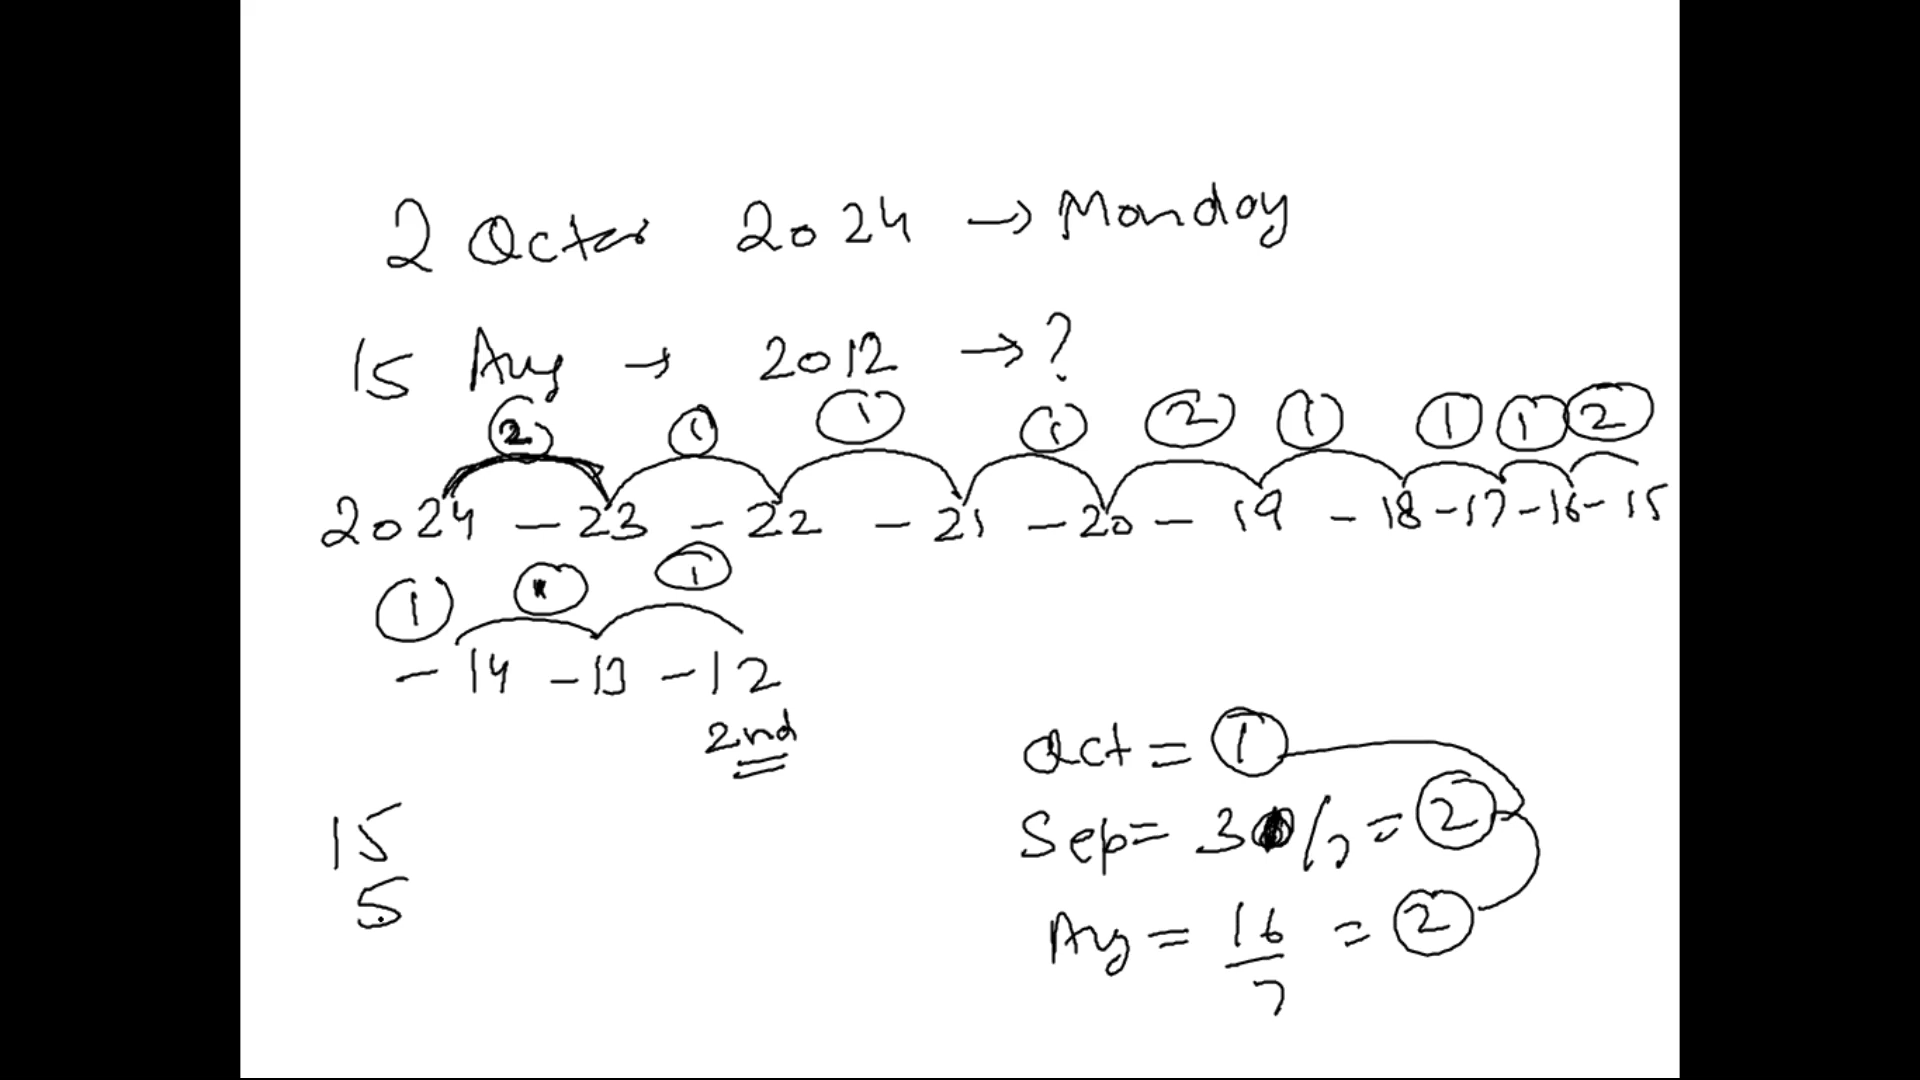 2 Octer 2024 → Monday
15 Aug → 2012 → ?
2 1 1 1 2 1 1 1 2
2024 - 23 - 22 - 21 - 20 - 19 - 18 - 17 - 16 - 15
1 1
- 14 - 13 - 12
2nd
Oct = 1
Sep = 30/7 = 2
Aug = 16/7 = 2
15
5